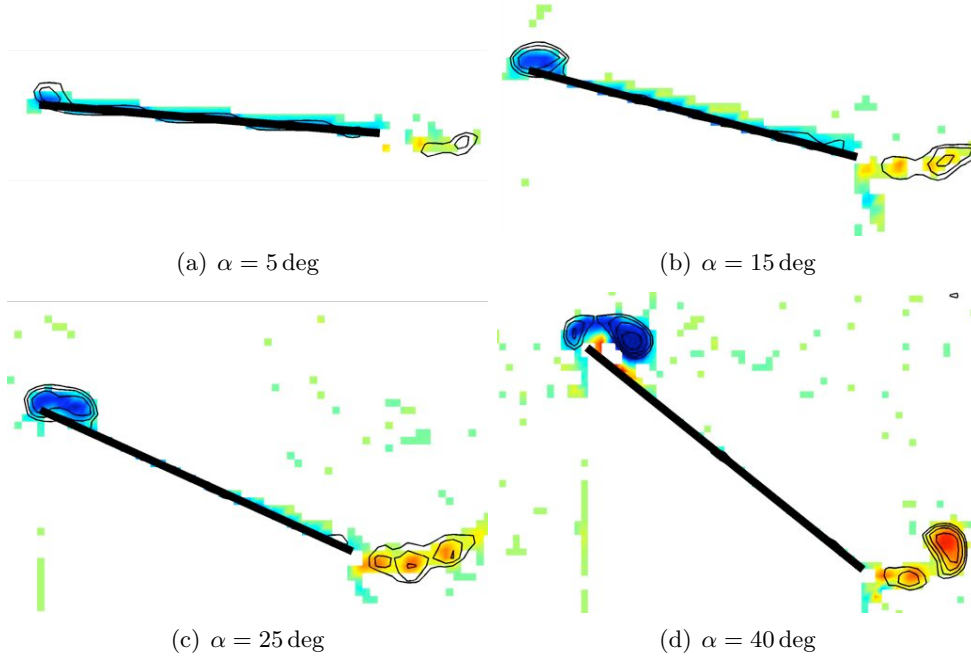 (a) α = 5 deg
(b) α = 15 deg
(c) α = 25 deg
(d) α = 40 deg